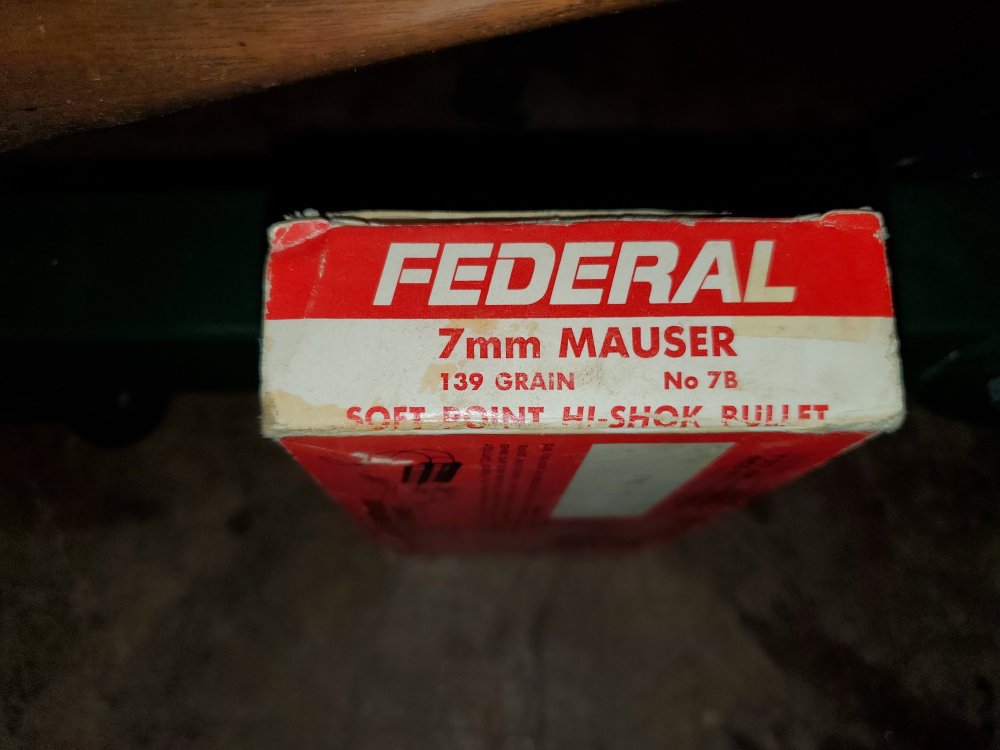 FEDERAL
7mm MAUSER
139 GRAIN No 7B
SOFT POINT HI-SHOK BULLET